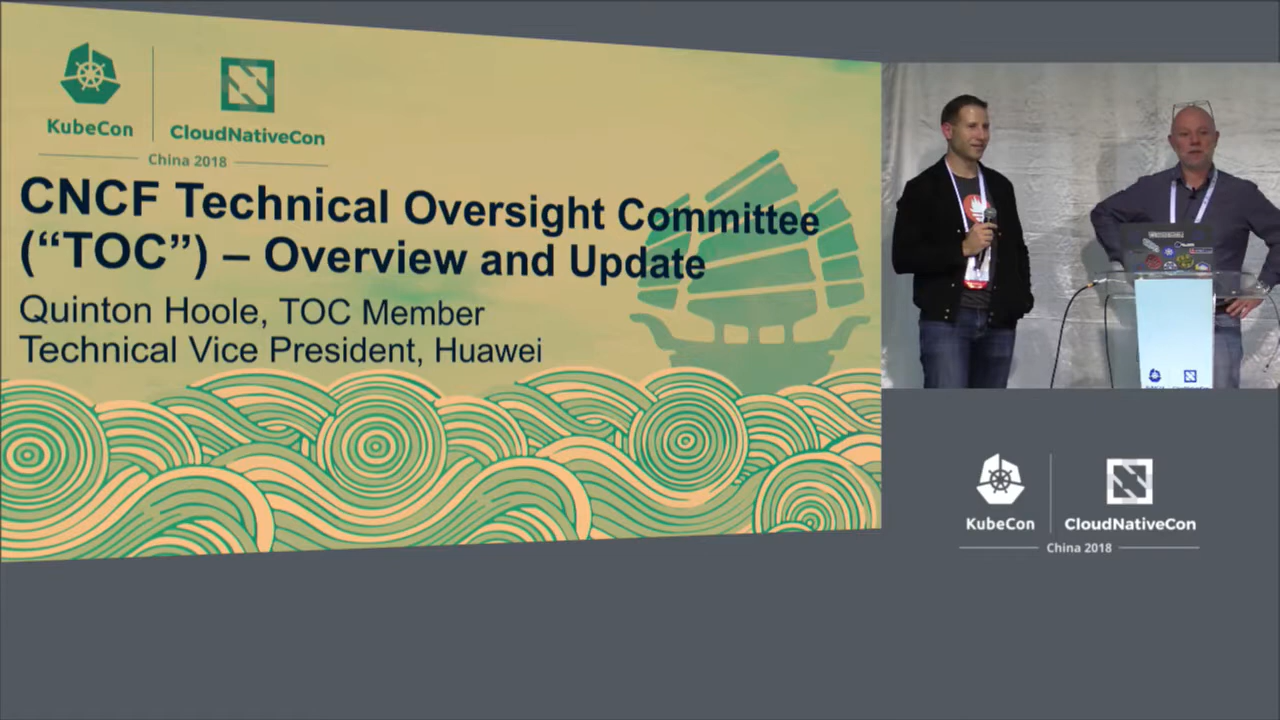 KubeCon
CloudNativeCon
China 2018
CNCF Technical Oversight Committee
(“TOC”) – Overview and Update
Quinton Hoole, TOC Member
Technical Vice President, Huawei
KubeCon
CloudNativeCon
China 2018